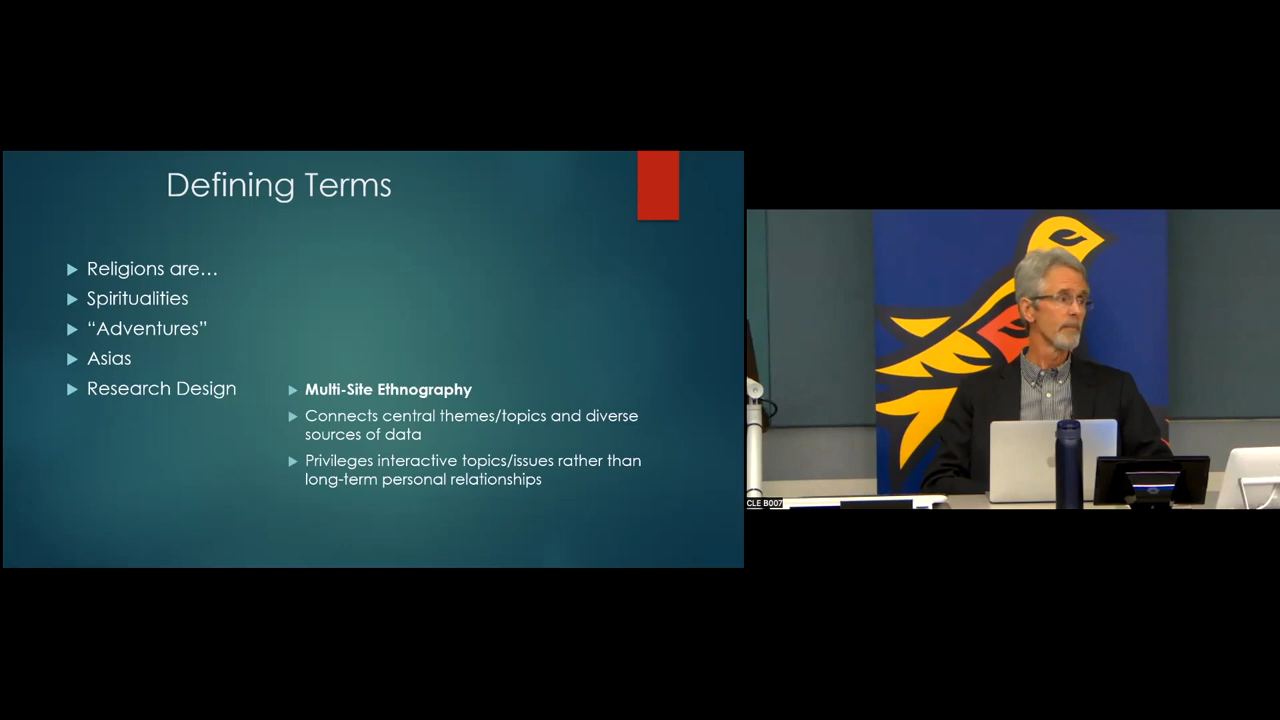 Defining Terms
Religions are…
Spiritualities
“Adventures”
Asias
Research Design
Multi-Site Ethnography
Connects central themes/topics and diverse
sources of data
Privileges interactive topics/issues rather than
long-term personal relationships
CLE B007